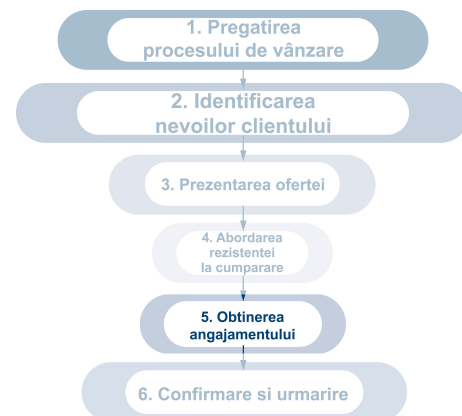 1. Pregatirea
procesului de vânzare
2. Identificarea
nevoilor clientului
3. Prezentarea ofertei
4. Abordarea
rezistentei
la cumparare
5. Obtinerea
angajamentului
6. Confirmare si urmarire